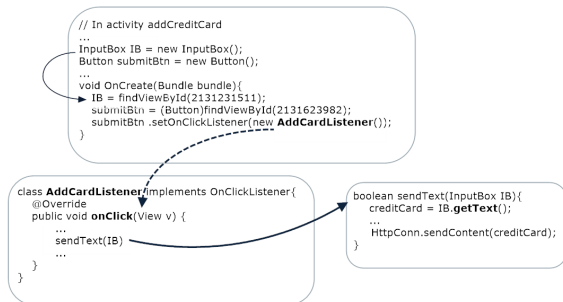 // In activity addCreditCard
...
InputBox IB = new InputBox();
Button submitBtn = new Button();
...
void OnCreate(Bundle bundle){
IB = findViewById(2131231511);
submitBtn = (Button)findViewById(2131623982);
submitBtn .setOnClickListener(new AddCardListener());
}
class AddCardListener implements OnClickListener{
@Override
public void onClick(View v) {
...
sendText(IB)
...
}
}
boolean sendText(InputBox IB){
creditCard = IB.getText();
...
HttpConn.sendContent(creditCard);
}